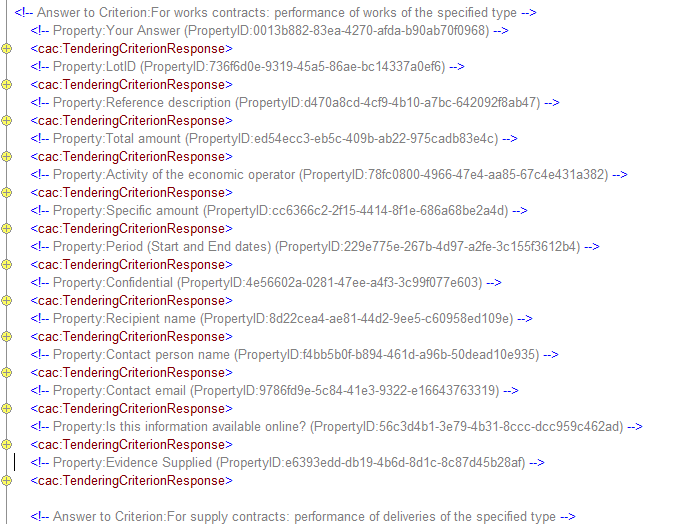 <!-- Answer to Criterion:For works contracts: performance of works of the specified type -->
<!-- Property:Your Answer (PropertyID:0013b882-83ea-4270-afda-b90ab70f0968) -->
<cac:TenderingCriterionResponse>
<!-- Property:LotID (PropertyID:736f6d0e-9319-45a5-86ae-bc14337a0ef6) -->
<cac:TenderingCriterionResponse>
<!-- Property:Reference description (PropertyID:d470a8cd-4cf9-4b10-a7bc-642092f8ab47) -->
<cac:TenderingCriterionResponse>
<!-- Property:Total amount (PropertyID:ed54ecc3-eb5c-409b-ab22-975cadb83e4c) -->
<cac:TenderingCriterionResponse>
<!-- Property:Activity of the economic operator (PropertyID:78fc0800-4966-47e4-aa85-67c4e431a382) -->
<cac:TenderingCriterionResponse>
<!-- Property:Specific amount (PropertyID:cc6366c2-2f15-4414-8f1e-686a68be2a4d) -->
<cac:TenderingCriterionResponse>
<!-- Property:Period (Start and End dates) (PropertyID:229e775e-267b-4d97-a2fe-3c155f3612b4) -->
<cac:TenderingCriterionResponse>
<!-- Property:Confidential (PropertyID:4e56602a-0281-47ee-a4f3-3c99f077e603) -->
<cac:TenderingCriterionResponse>
<!-- Property:Recipient name (PropertyID:8d22cea4-ae81-44d2-9ee5-c60958ed109e) -->
<cac:TenderingCriterionResponse>
<!-- Property:Contact person name (PropertyID:f4bb5b0f-b894-461d-a96b-50dead10e935) -->
<cac:TenderingCriterionResponse>
<!-- Property:Contact email (PropertyID:9786fd9e-5c84-41e3-9322-e16643763319) -->
<cac:TenderingCriterionResponse>
<!-- Property:Is this information available online? (PropertyID:56c3d4b1-3e79-4b31-8ccc-dcc959c462ad) -->
<cac:TenderingCriterionResponse>
<!-- Property:Evidence Supplied (PropertyID:e6393edd-db19-4b6d-8d1c-8c87d45b28af) -->
<cac:TenderingCriterionResponse>
<!-- Answer to Criterion:For supply contracts: performance of deliveries of the specified type -->